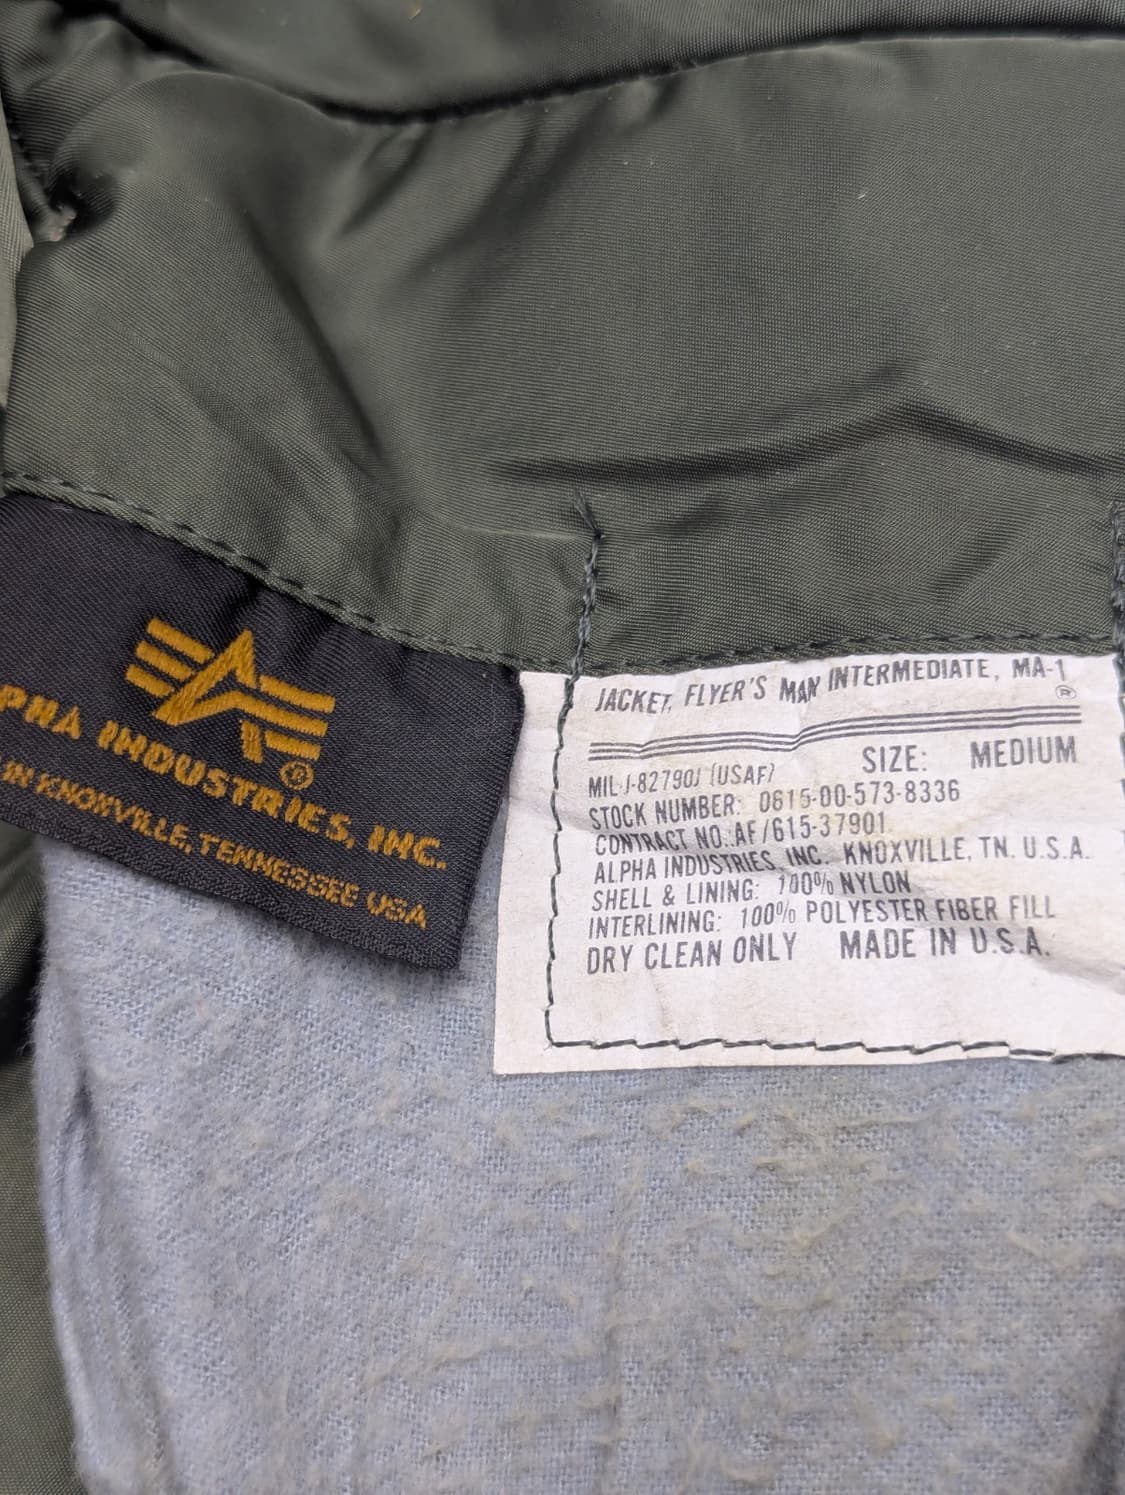 PHA INDUSTRIES, INC.
IN KNOXVILLE, TENNESSEE USA
JACKET, FLYER'S MAN INTERMEDIATE, MA-1
®
SIZE: MEDIUM
MIL-J-8279OJ (USAF)
STOCK NUMBER: 0615-00-573-8336
CONTRACT NO. AF/615-37901
ALPHA INDUSTRIES, INC. KNOXVILLE, TN. U.S.A.
SHELL & LINING: 100% NYLON
INTERLINING: 100% POLYESTER FIBER FILL
DRY CLEAN ONLY MADE IN U.S.A.